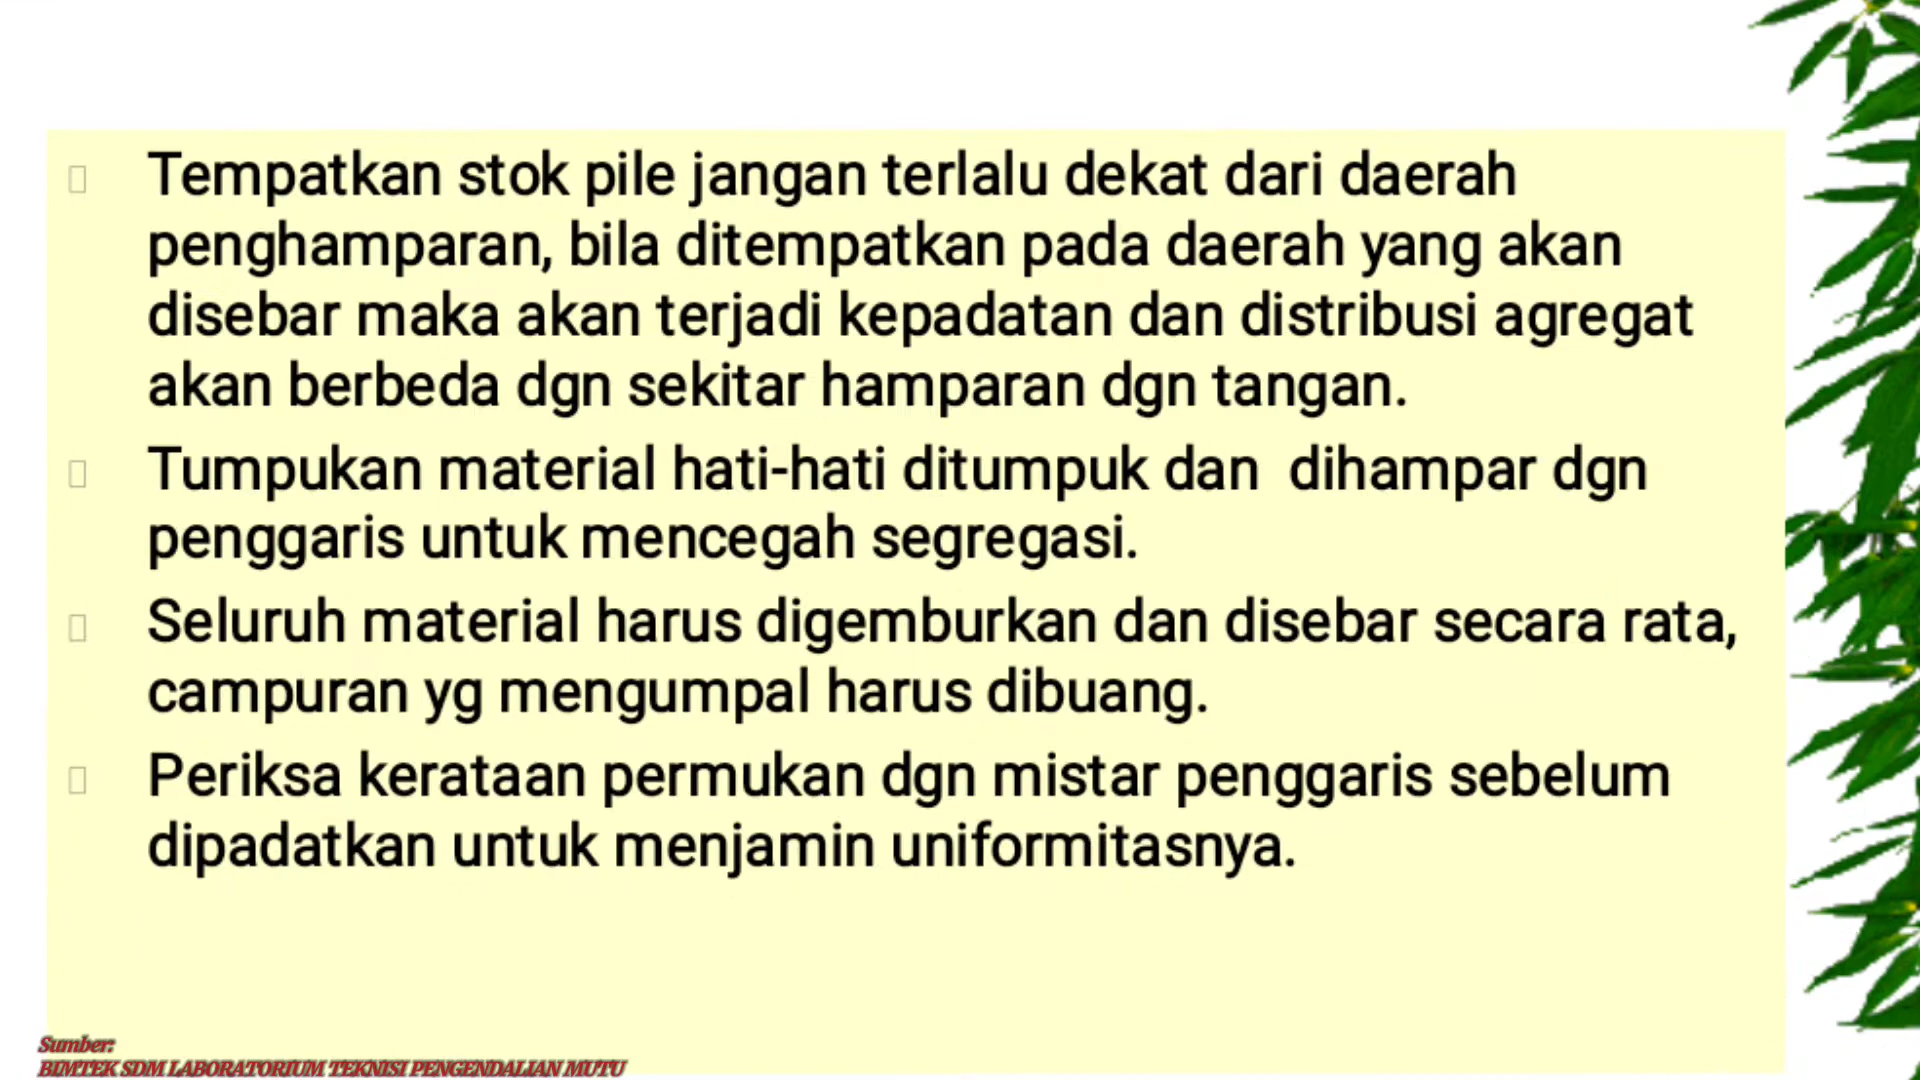 Tempatkan stok pile jangan terlalu dekat dari daerah
penghamparan, bila ditempatkan pada daerah yang akan
disebar maka akan terjadi kepadatan dan distribusi agregat
akan berbeda dgn sekitar hamparan dgn tangan.
Tumpukan material hati-hati ditumpuk dan  dihampar dgn
penggaris untuk mencegah segregasi.
Seluruh material harus digemburkan dan disebar secara rata,
campuran yg mengumpal harus dibuang.
Periksa kerataan permukan dgn mistar penggaris sebelum
dipadatkan untuk menjamin uniformitasnya.
Sumber:
BIMTEK SDM LABORATORIUM TEKNISI PENGENDALIAN MUTU